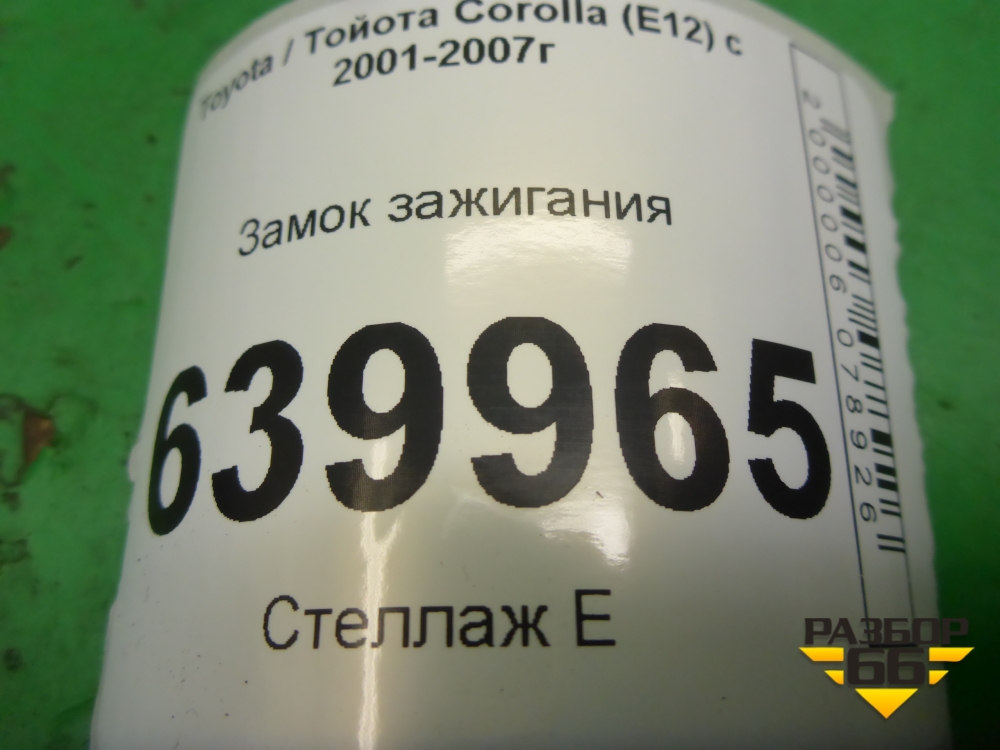 Toyota / Тойота Corolla (E12) с
2001-2007г
Замок зажигания
639965
Стеллаж Е
2000006078926
РАЗБОР
66